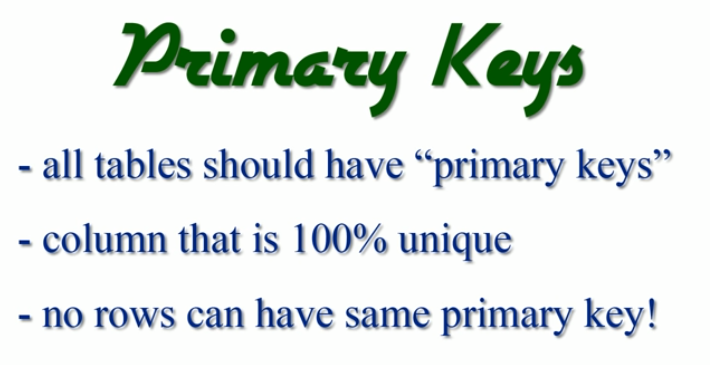 Primary Keys
- all tables should have “primary keys”
- column that is 100% unique
- no rows can have same primary key!